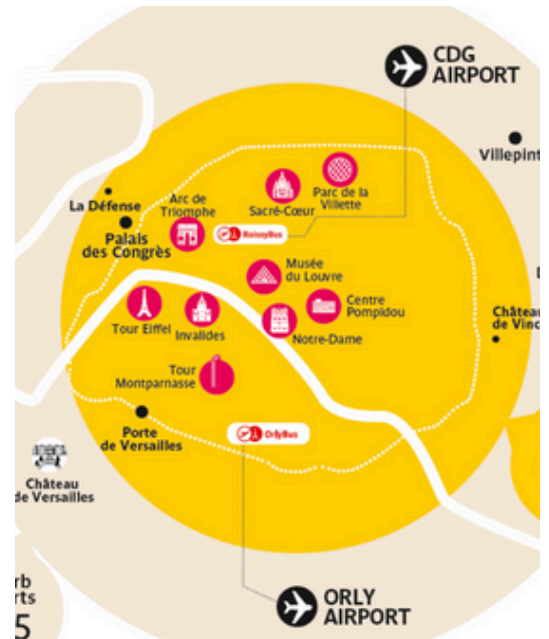 CDG
AIRPORT
Villepint
La Défense
Arc de
Triomphe
Sacré-Cœur
Parc de la
Villette
Palais
des Congrès
RoissyBus
Musée
du Louvre
Centre
Pompidou
Château
de Vinc
Tour Eiffel
Invalides
Notre-Dame
Tour
Montparnasse
Porte
de Versailles
OrlyBus
Château
de Versailles
rb
rts
5
ORLY
AIRPORT